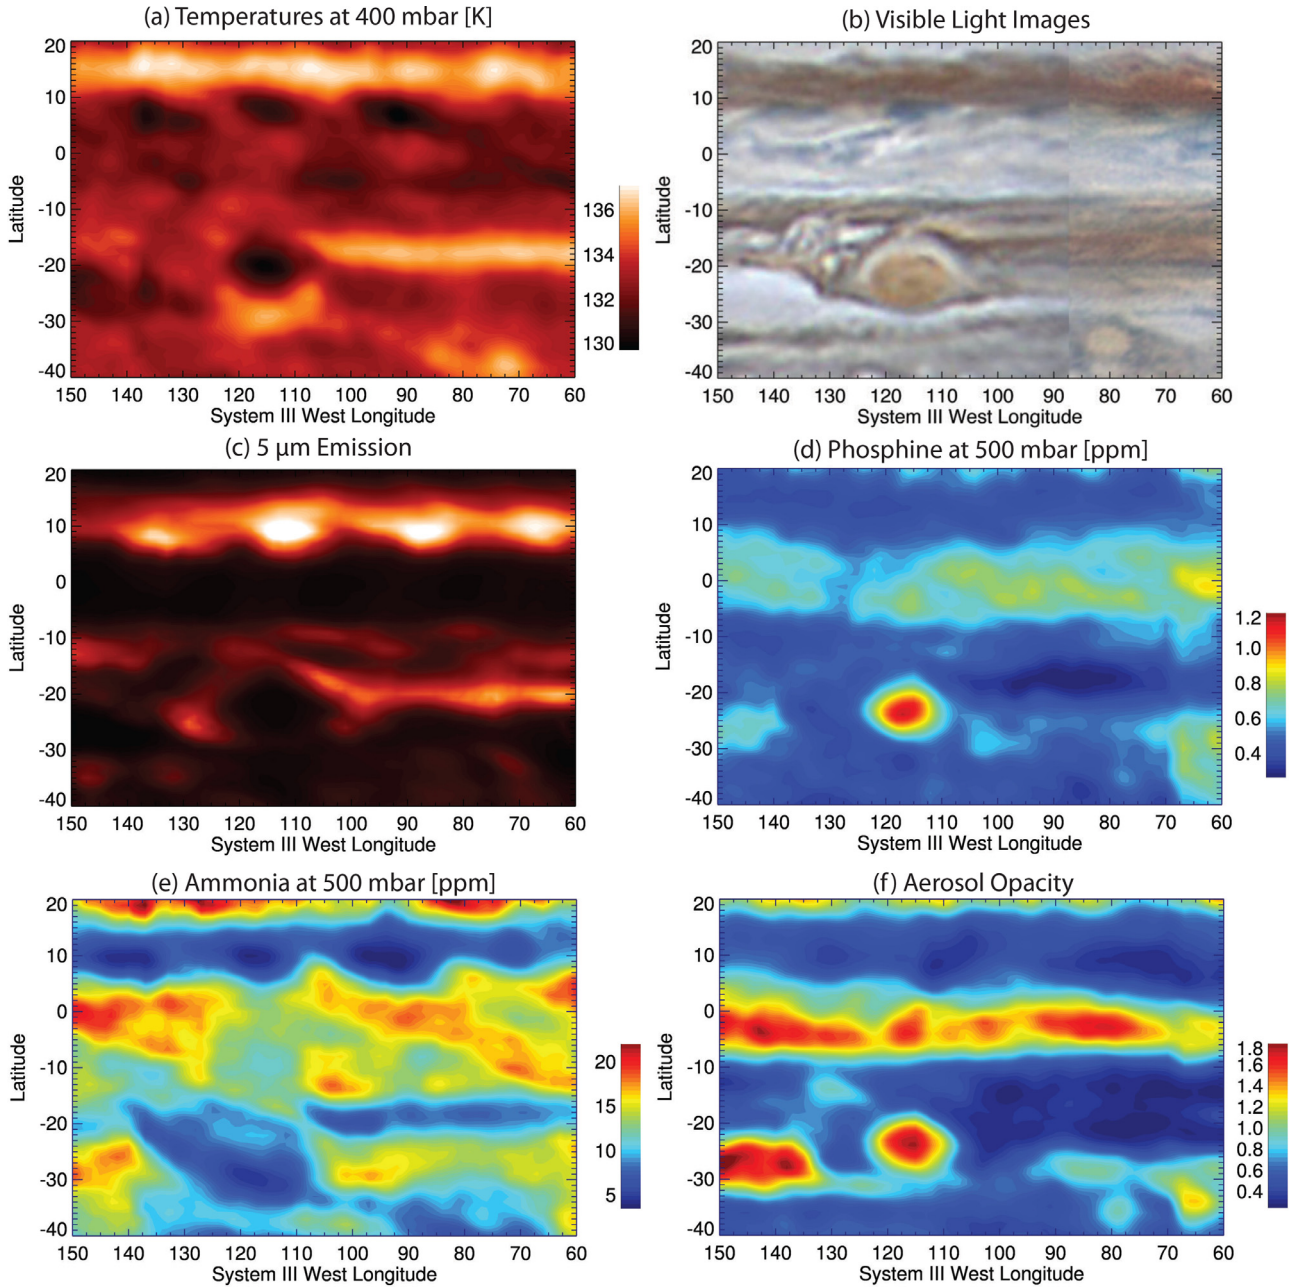 (a) Temperatures at 400 mbar [K]
20
10
0
-10
-20
-30
-40
Latitude
150 140 130 120 110 100 90 80 70 60
System III West Longitude
136
134
132
130
(b) Visible Light Images
20
10
0
-10
-20
-30
-40
Latitude
150 140 130 120 110 100 90 80 70 60
System III West Longitude
(c) 5 μm Emission
20
10
0
-10
-20
-30
-40
Latitude
150 140 130 120 110 100 90 80 70 60
System III West Longitude
(d) Phosphine at 500 mbar [ppm]
20
10
0
-10
-20
-30
-40
Latitude
150 140 130 120 110 100 90 80 70 60
System III West Longitude
1.2
1.0
0.8
0.6
0.4
(e) Ammonia at 500 mbar [ppm]
20
10
0
-10
-20
-30
-40
Latitude
150 140 130 120 110 100 90 80 70 60
System III West Longitude
20
15
10
5
(f) Aerosol Opacity
20
10
0
-10
-20
-30
-40
Latitude
150 140 130 120 110 100 90 80 70 60
System III West Longitude
1.8
1.6
1.4
1.2
1.0
0.8
0.6
0.4